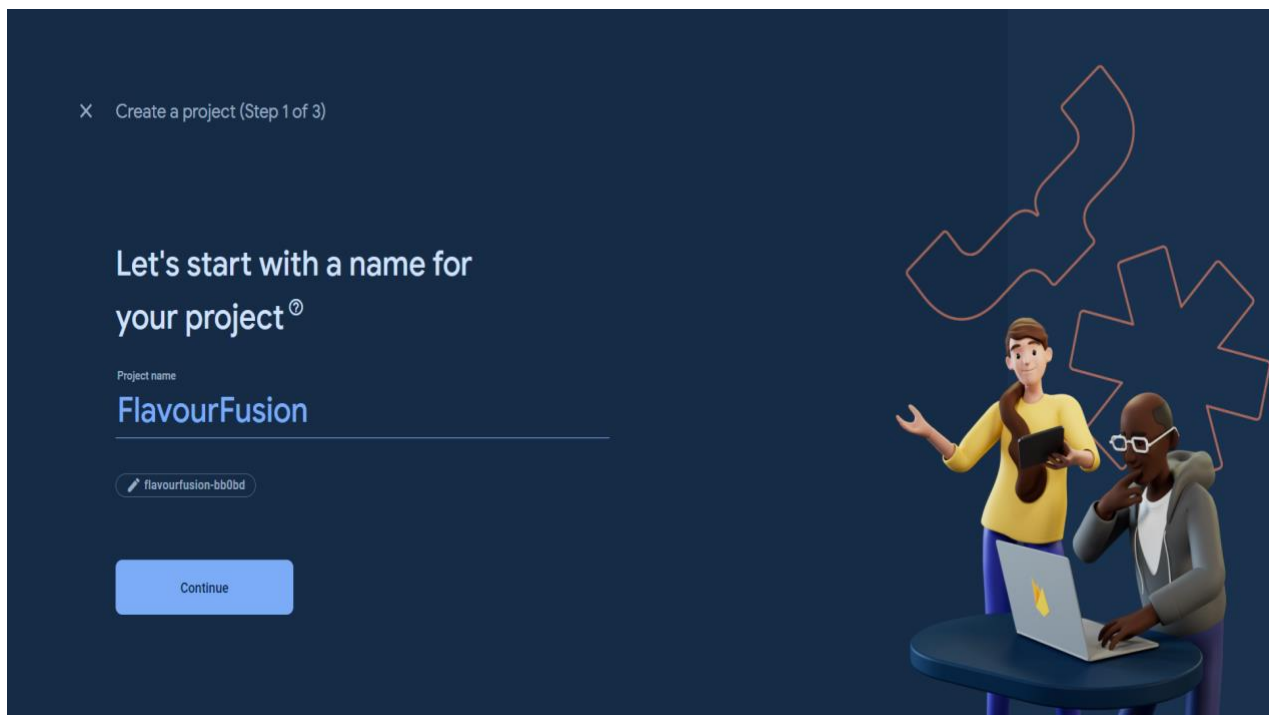 Create a project (Step 1 of 3)
Let's start with a name for
your project
Project name
FlavourFusion
flavourfusion-bb0bd
Continue